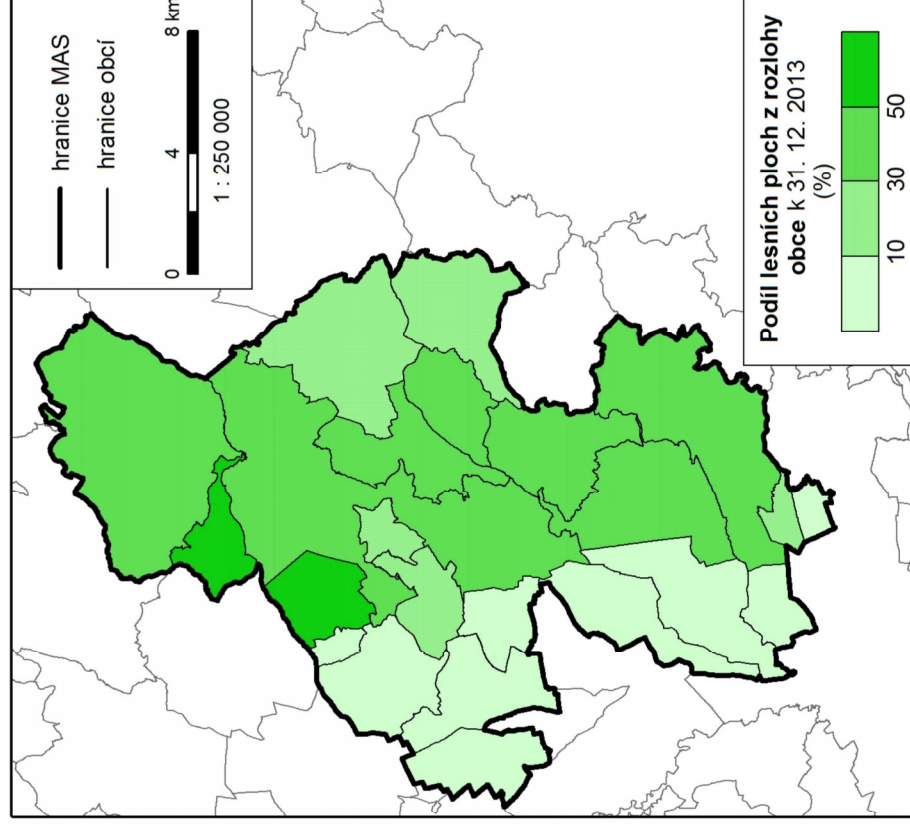 hranice MAS
hranice obcí
0 4 8 km
1 : 250 000
Podíl lesních ploch z rozlohy
obce k 31. 12. 2013
(%)
10 30 50